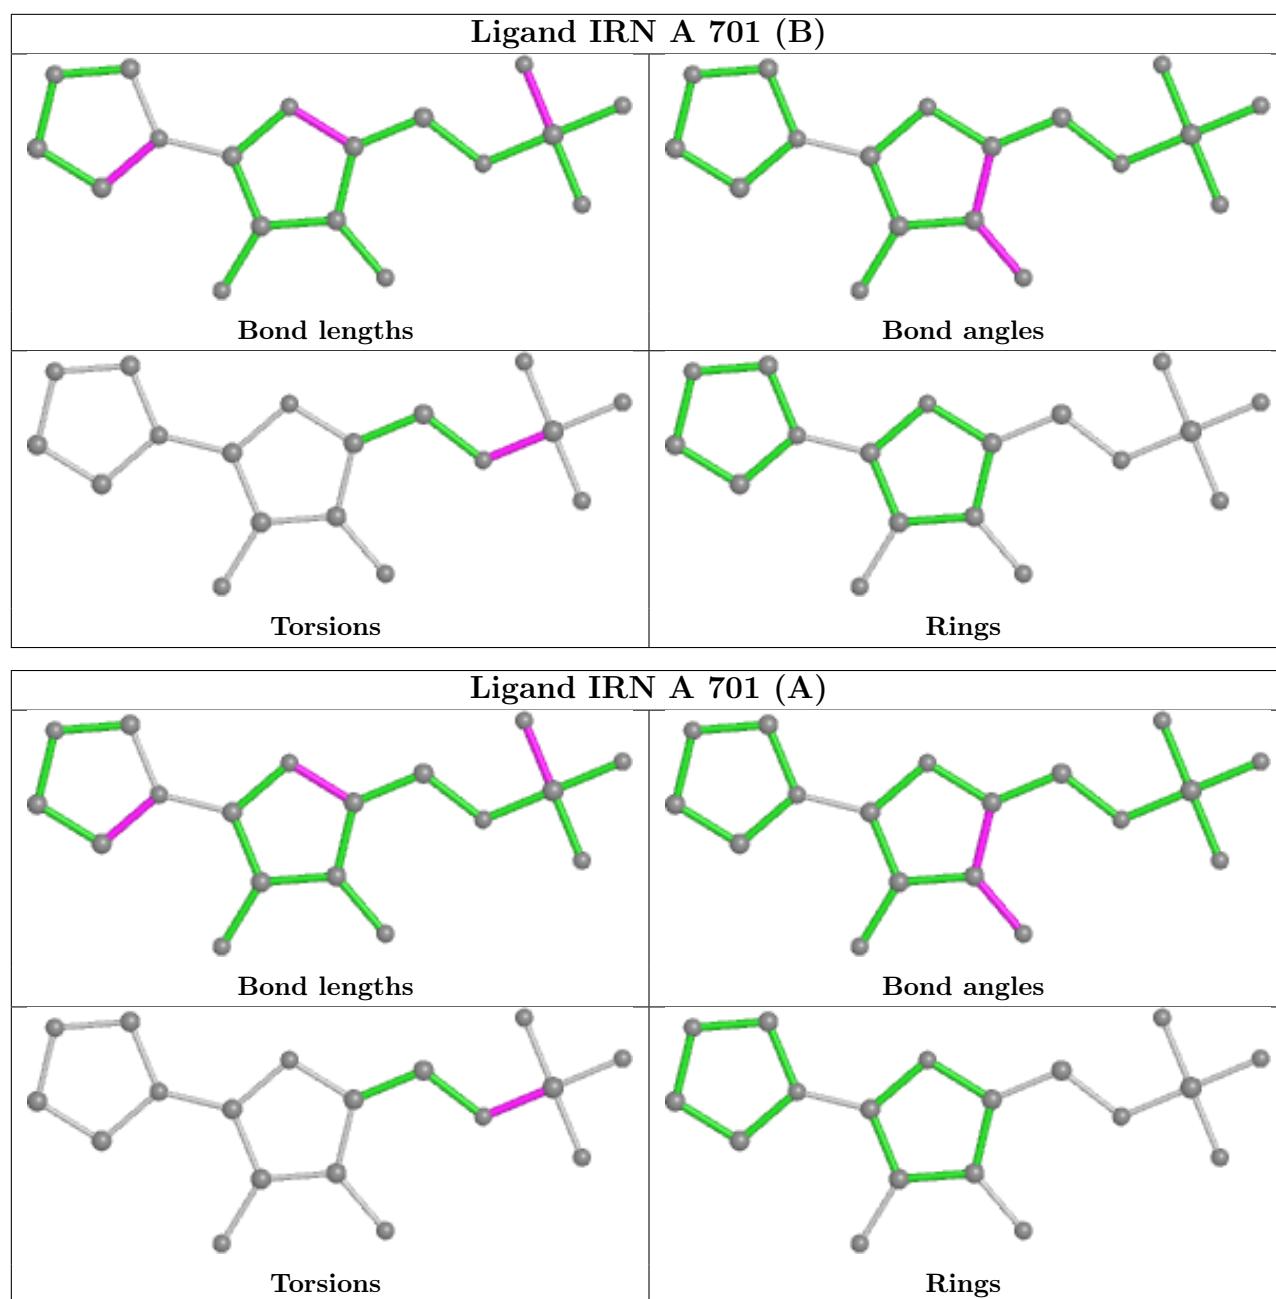 Ligand IRN A 701 (B)
Bond lengths
Bond angles
Torsions
Rings
Ligand IRN A 701 (A)
Bond lengths
Bond angles
Torsions
Rings